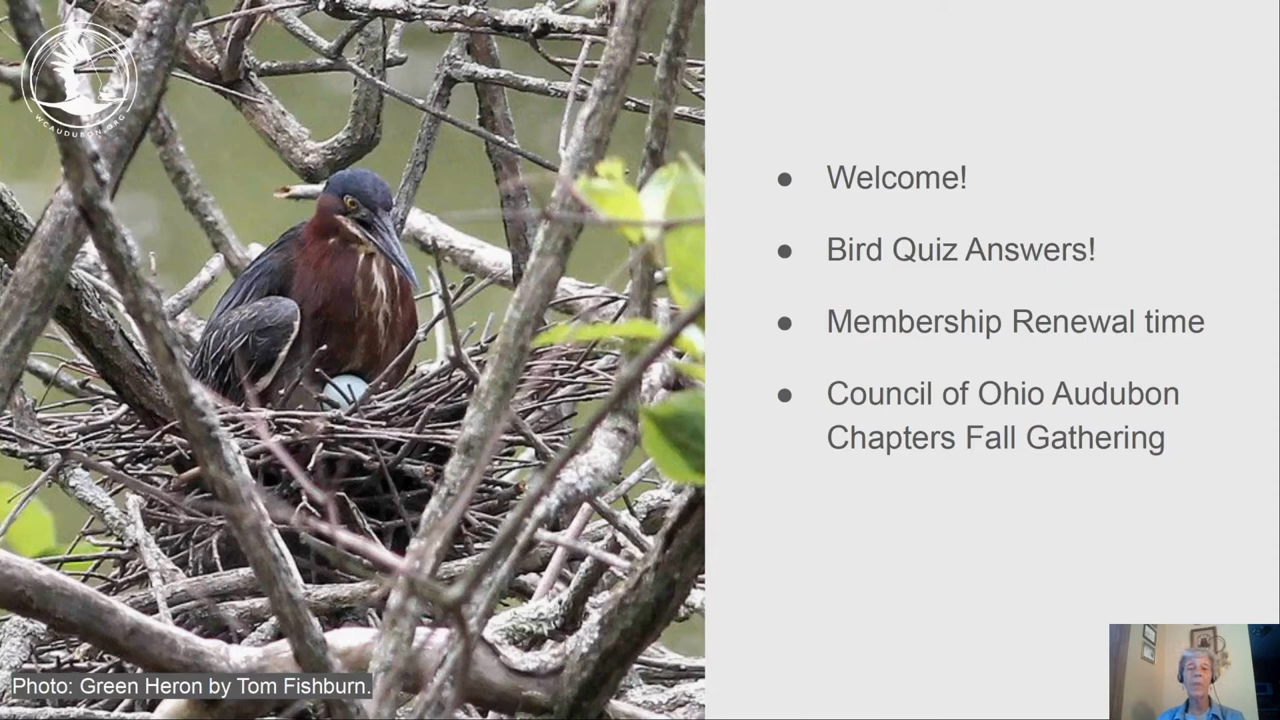 WCAUDUBON.ORG
• Welcome!
• Bird Quiz Answers!
• Membership Renewal time
• Council of Ohio Audubon
Chapters Fall Gathering
Photo: Green Heron by Tom Fishburn.